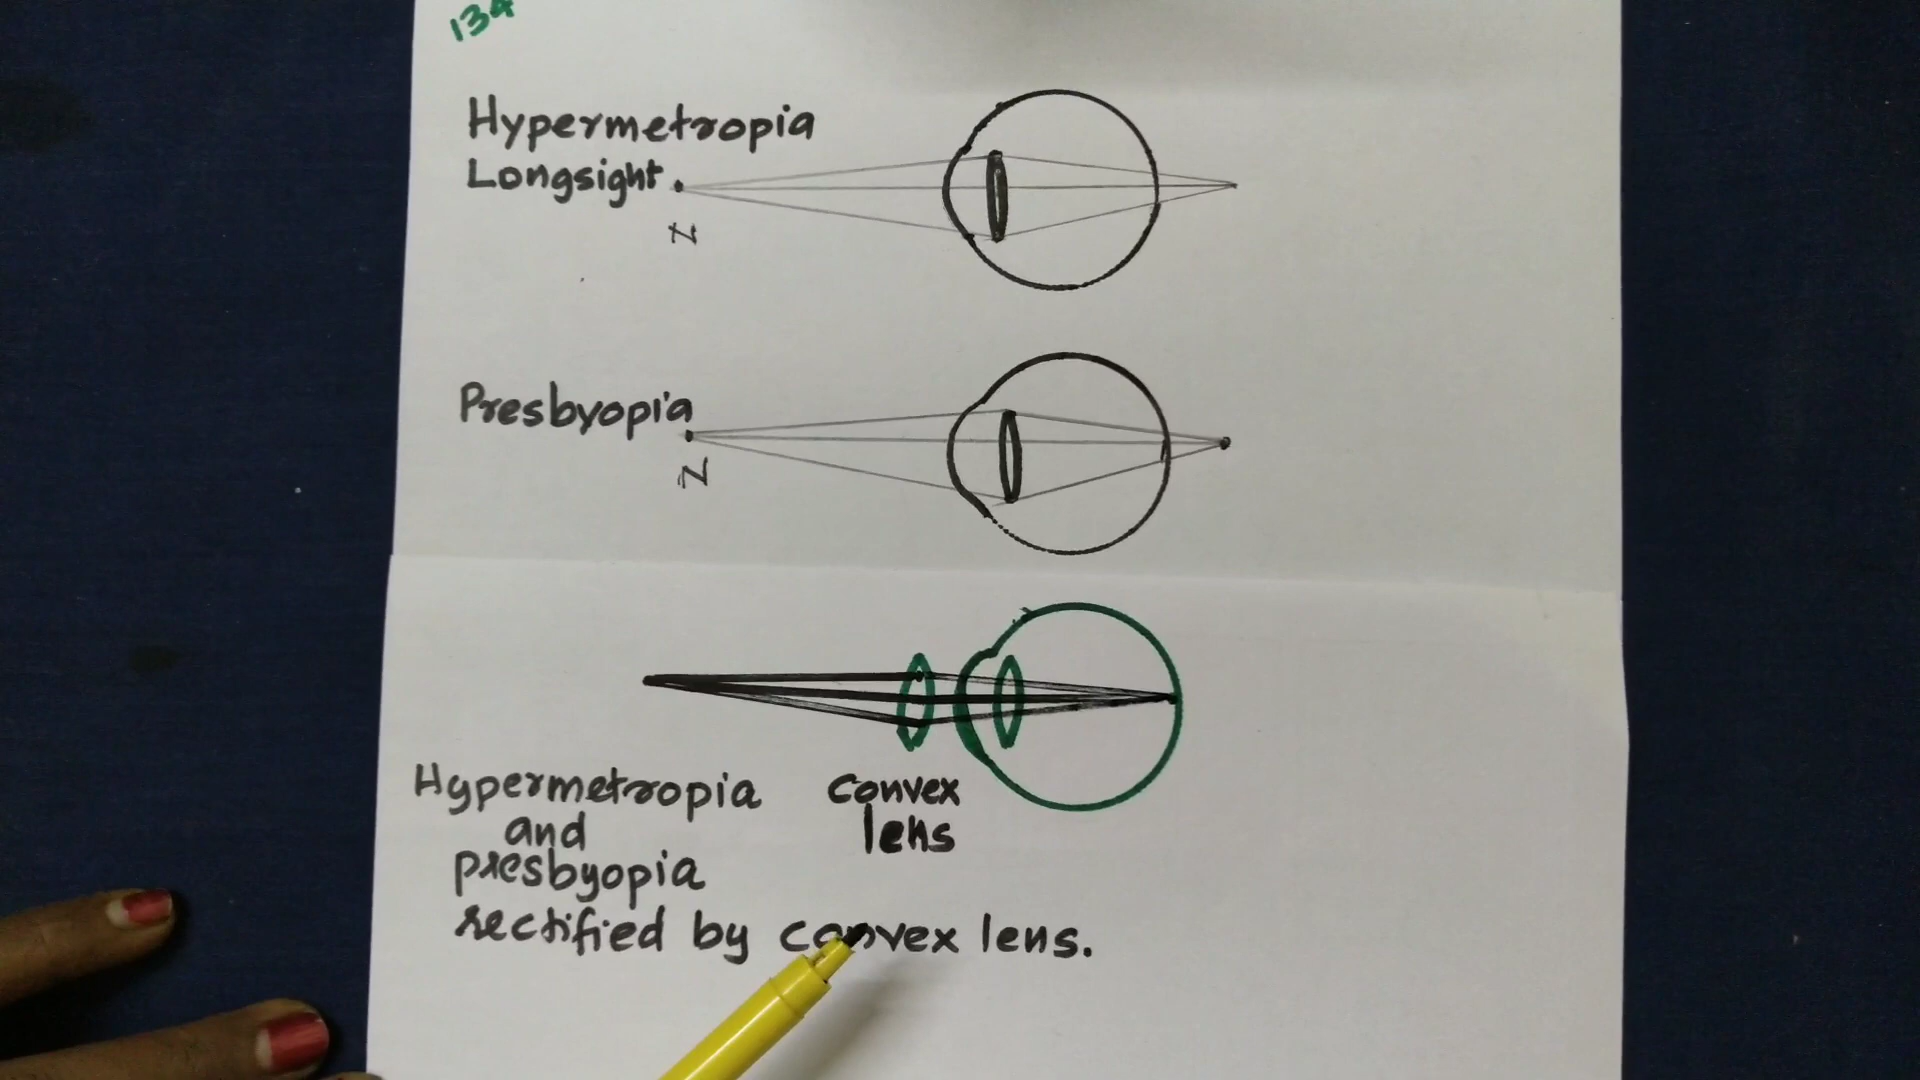 134
Hypermetropia
Longsight
N
Presbyopia
N
Hypermetropia
and
presbyopia
convex
lens
rectified by convex lens.